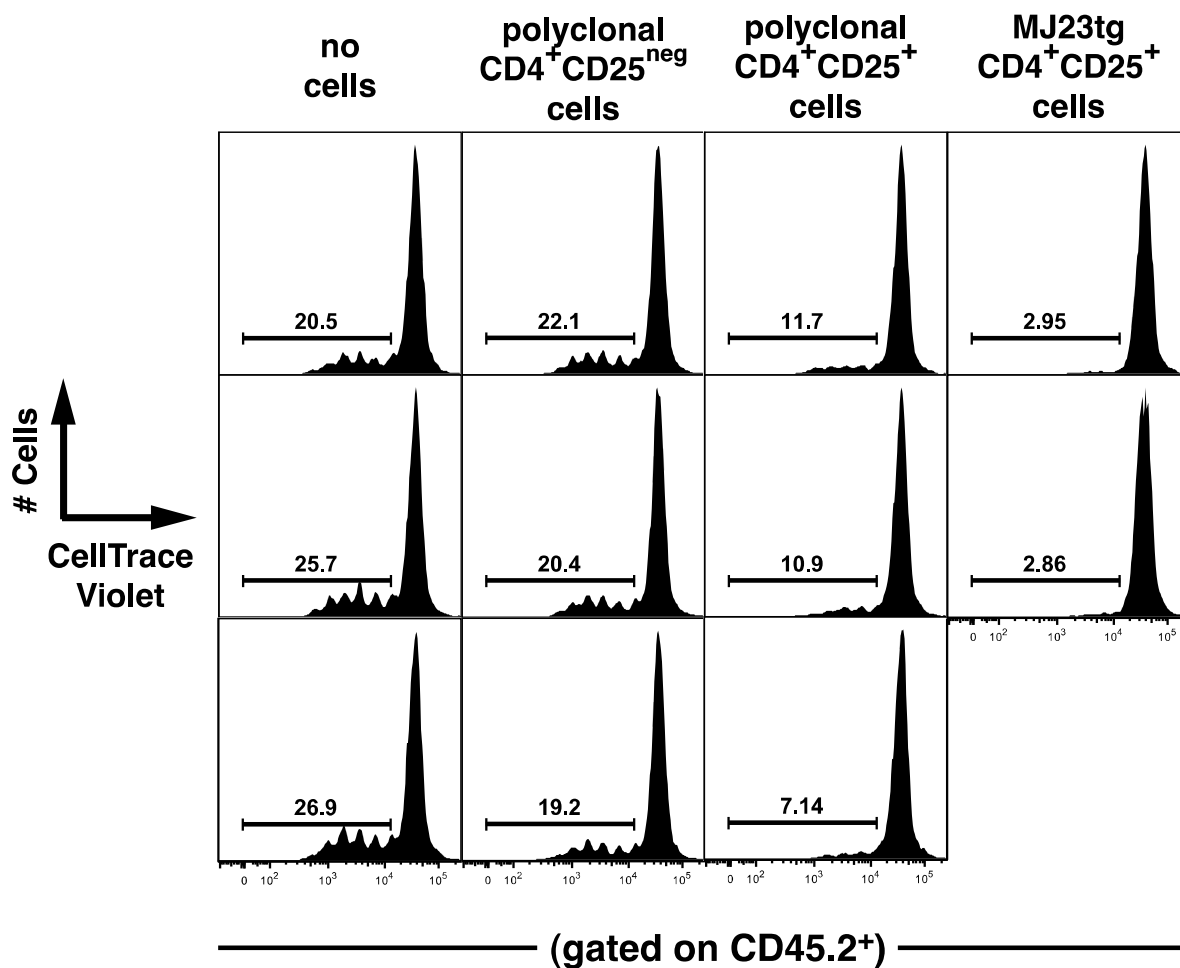 no
cells
polyclonal
CD4+CD25neg
cells
polyclonal
CD4+CD25+
cells
MJ23tg
CD4+CD25+
cells
20.5
22.1
11.7
2.95
# Cells
CellTrace
Violet
25.7
20.4
10.9
2.86
0 10² 10³ 10⁴ 10⁵
26.9
19.2
7.14
0 10² 10³ 10⁴ 10⁵
0 10² 10³ 10⁴ 10⁵
0 10² 10³ 10⁴ 10⁵
(gated on CD45.2+)